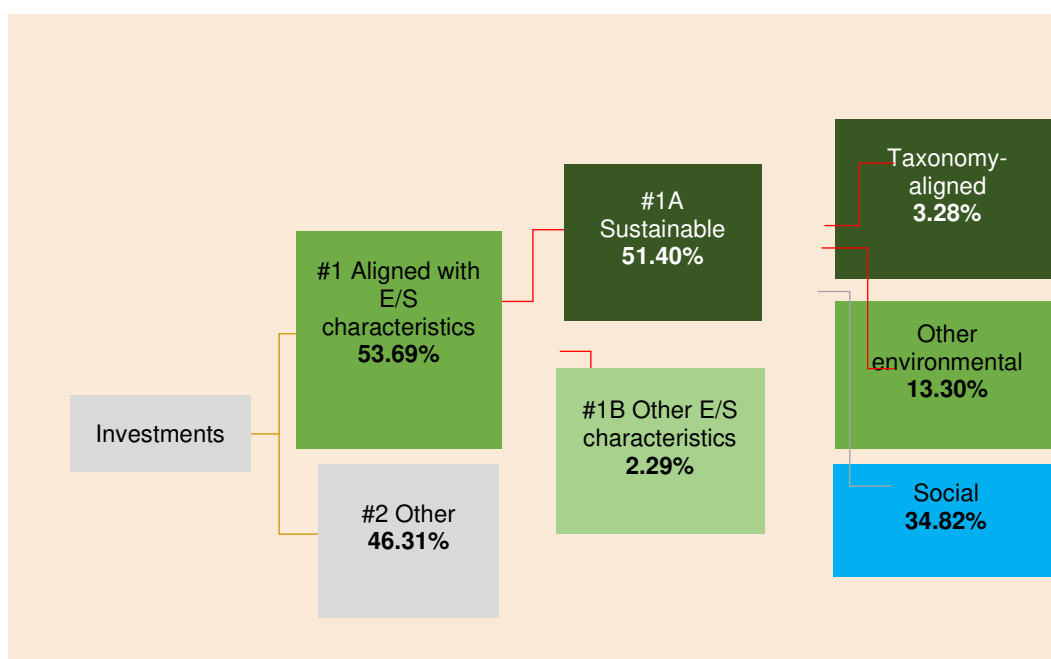 Investments
#1 Aligned with
E/S
characteristics
53.69%
#2 Other
46.31%
#1A
Sustainable
51.40%
#1B Other E/S
characteristics
2.29%
Taxonomy-
aligned
3.28%
Other
environmental
13.30%
Social
34.82%